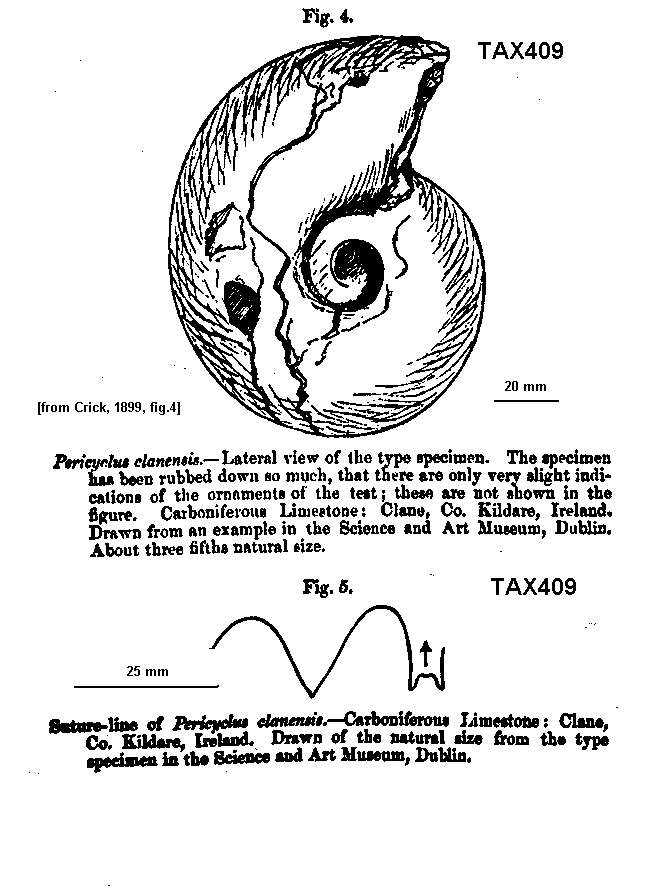 Fig. 4.
TAX409
20 mm
[from Crick, 1899, fig.4]
Pericyclus clanensis.—Lateral view of the type specimen. The specimen
has been rubbed down so much, that there are only very slight indi-
cations of the ornaments of the test; these are not shown in the
figure. Carboniferous Limestone: Clane, Co. Kildare, Ireland.
Drawn from an example in the Science and Art Museum, Dublin.
About three fifths natural size.
Fig. 5.
TAX409
25 mm
Suture-line of Pericyclus clanensis.—Carboniferous Limestone: Clane,
Co. Kildare, Ireland. Drawn of the natural size from the type
specimen in the Science and Art Museum, Dublin.